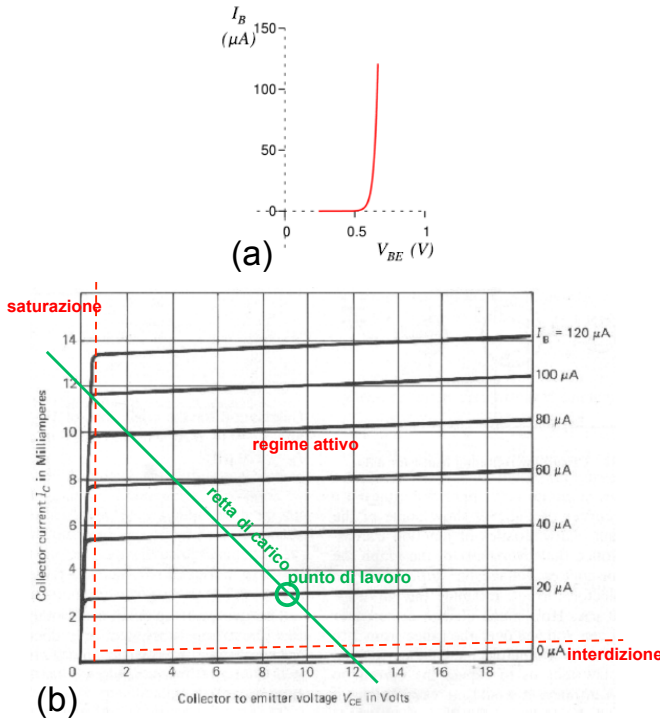 I_B
(μA)
150
100
50
0
0
0.5
1
V_BE (V)
(a)
saturazione
14
12
10
8
6
4
2
0
Collector current I_C in Milliamperes
I_B = 120 μA
100 μA
80 μA
60 μA
40 μA
20 μA
0 μA
regime attivo
retta di carico
punto di lavoro
interdizione
2
4
6
8
10
12
14
16
18
Collector to emitter voltage V_CE in Volts
(b)